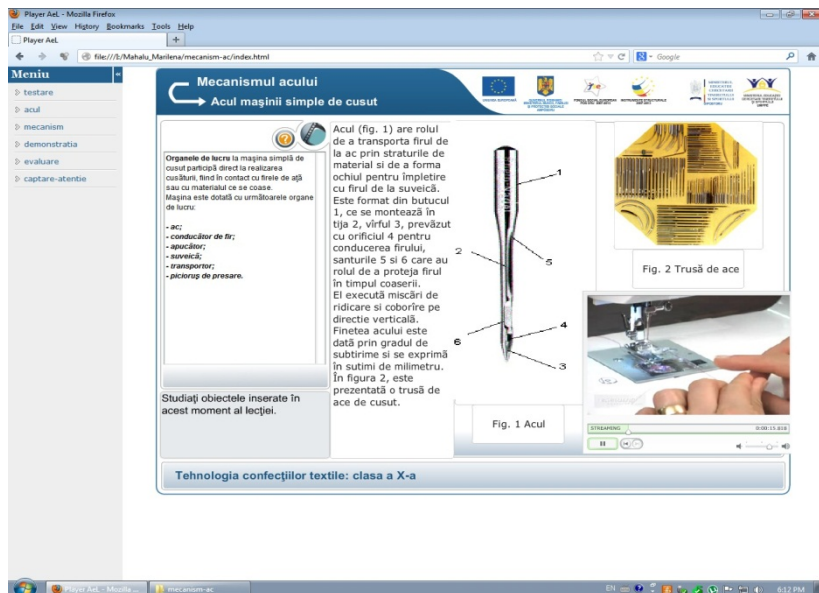 Player AeL - Mozilla Firefox
File Edit View History Bookmarks Tools Help
Player AeL
file:///I:/Mahalu_Marilena/mecanism-ac/index.html
Google
Meniu
testare
acul
mecanism
demonstratia
evaluare
captare-atentie
Mecanismul acului
Acul maşinii simple de cusut
Organele de lucru la maşina simplă de
cusut participă direct la realizarea
cusăturii, fiind în contact cu firele de aţă
sau cu materialul ce se coase.
Maşina este dotată cu următoarele organe
de lucru:
- ac;
- conducător de fir;
- apucător;
- suveică;
- transportor;
- picioruş de presare.
Studiaţi obiectele inserate în
acest moment al lecţiei.
Acul (fig. 1) are rolul
de a transporta firul de
la ac prin straturile de
material si de a forma
ochiul pentru împletire
cu firul de la suveică.
Este format din butucul
1, ce se montează în
tija 2, vîrful 3, prevăzut
cu orificiul 4 pentru
conducerea firului,
santurile 5 si 6 care au
rolul de a proteja firul
în timpul coaserii.
El execută miscări de
ridicare si coborîre pe
directie verticală.
Finetea acului este
dată prin gradul de
subtirime si se exprimă
în sutimi de milimetru.
În figura 2, este
prezentată o trusă de
ace de cusut.
1
2
5
4
6
3
Fig. 1 Acul
Fig. 2 Trusă de ace
STREAMING
0:00:15.818
Tehnologia confecţiilor textile: clasa a X-a
Player AeL - Mozilla ...
mecanism-ac
EN
6:12 PM